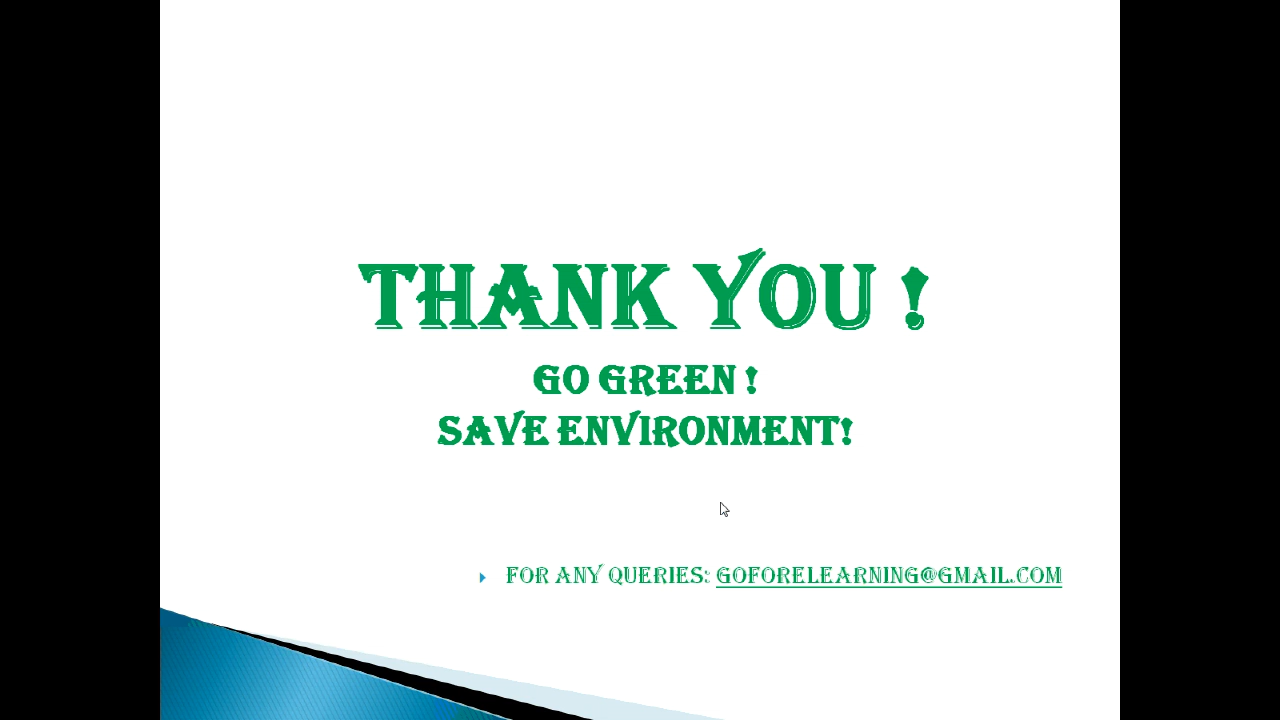 THANK YOU !
GO GREEN !
SAVE ENVIRONMENT!
FOR ANY QUERIES: GOFORELEARNING@GMAIL.COM